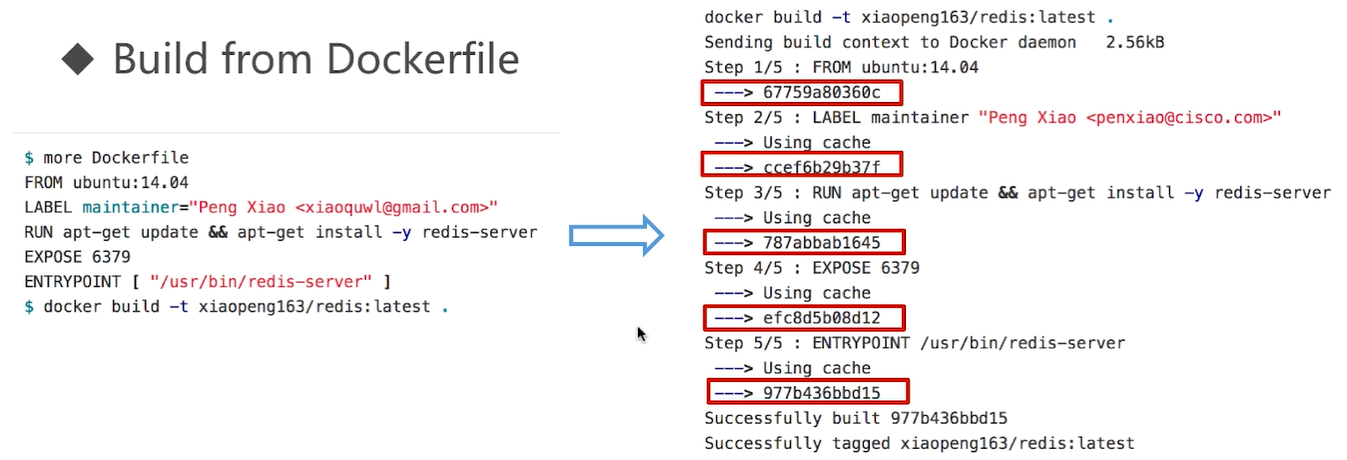 ◆ Build from Dockerfile
$ more Dockerfile
FROM ubuntu:14.04
LABEL maintainer="Peng Xiao <xiaoquwl@gmail.com>"
RUN apt-get update && apt-get install -y redis-server
EXPOSE 6379
ENTRYPOINT [ "/usr/bin/redis-server" ]
$ docker build -t xiaopeng163/redis:latest .
docker build -t xiaopeng163/redis:latest .
Sending build context to Docker daemon   2.56kB
Step 1/5 : FROM ubuntu:14.04
---> 67759a80360c
Step 2/5 : LABEL maintainer "Peng Xiao <penxiao@cisco.com>"
---> Using cache
---> ccef6b29b37f
Step 3/5 : RUN apt-get update && apt-get install -y redis-server
---> Using cache
---> 787abbab1645
Step 4/5 : EXPOSE 6379
---> Using cache
---> efc8d5b08d12
Step 5/5 : ENTRYPOINT /usr/bin/redis-server
---> Using cache
---> 977b436bbd15
Successfully built 977b436bbd15
Successfully tagged xiaopeng163/redis:latest